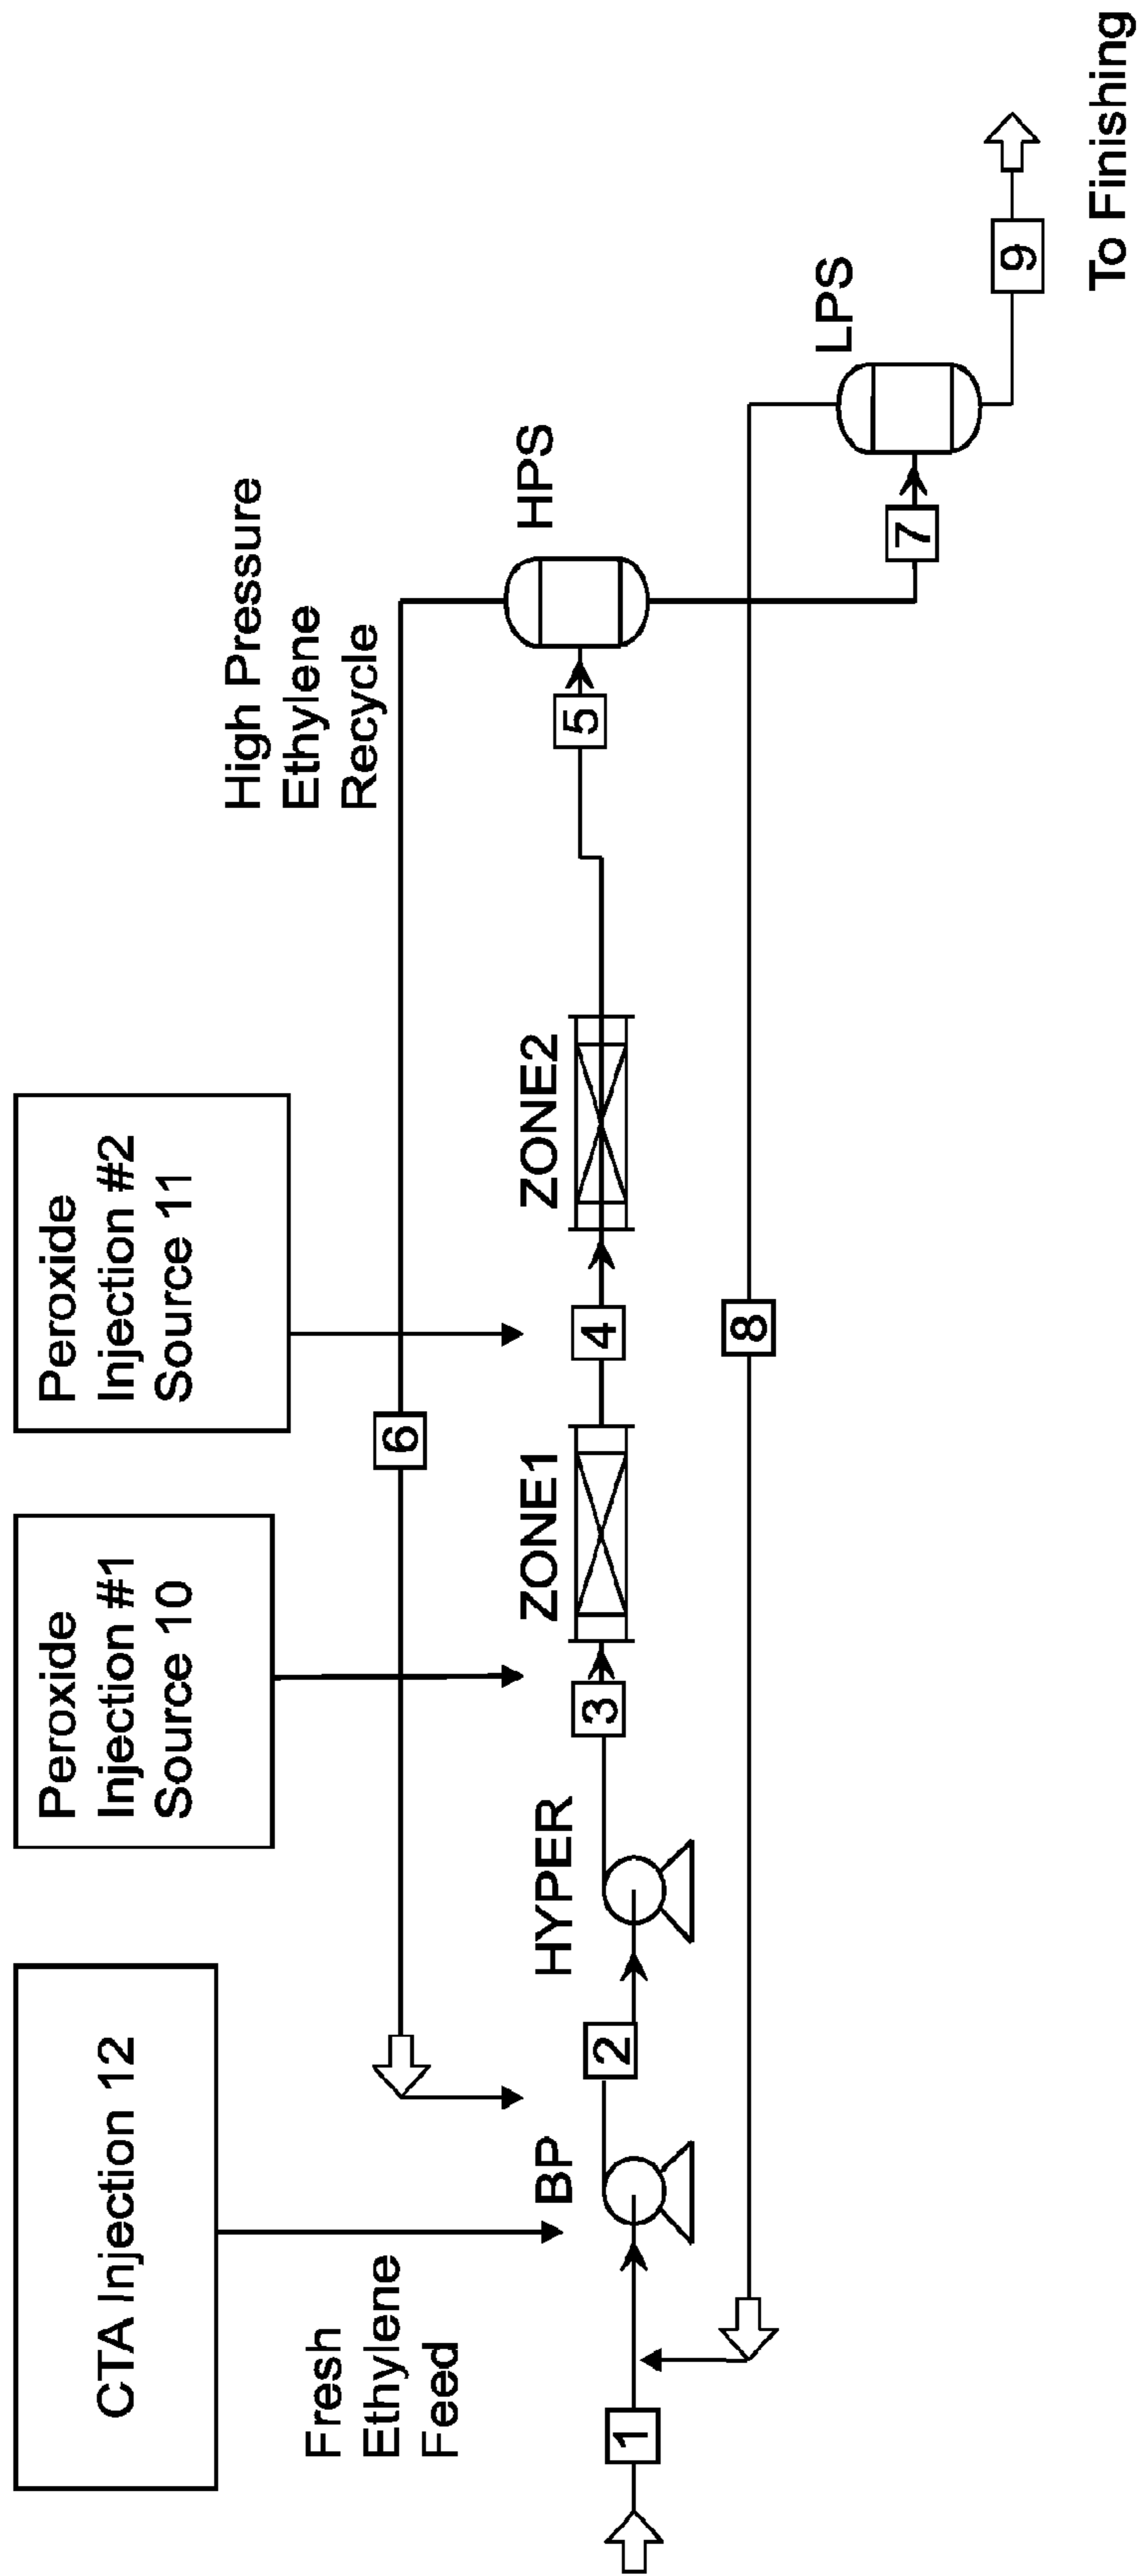 CTA Injection 12
Peroxide
Injection #1
Source 10
Peroxide
Injection #2
Source 11
Fresh
Ethylene
Feed
High Pressure
Ethylene
Recycle
6
BP
HYPER
ZONE1
ZONE2
HPS
1
2
3
4
5
8
LPS
7
9
To Finishing